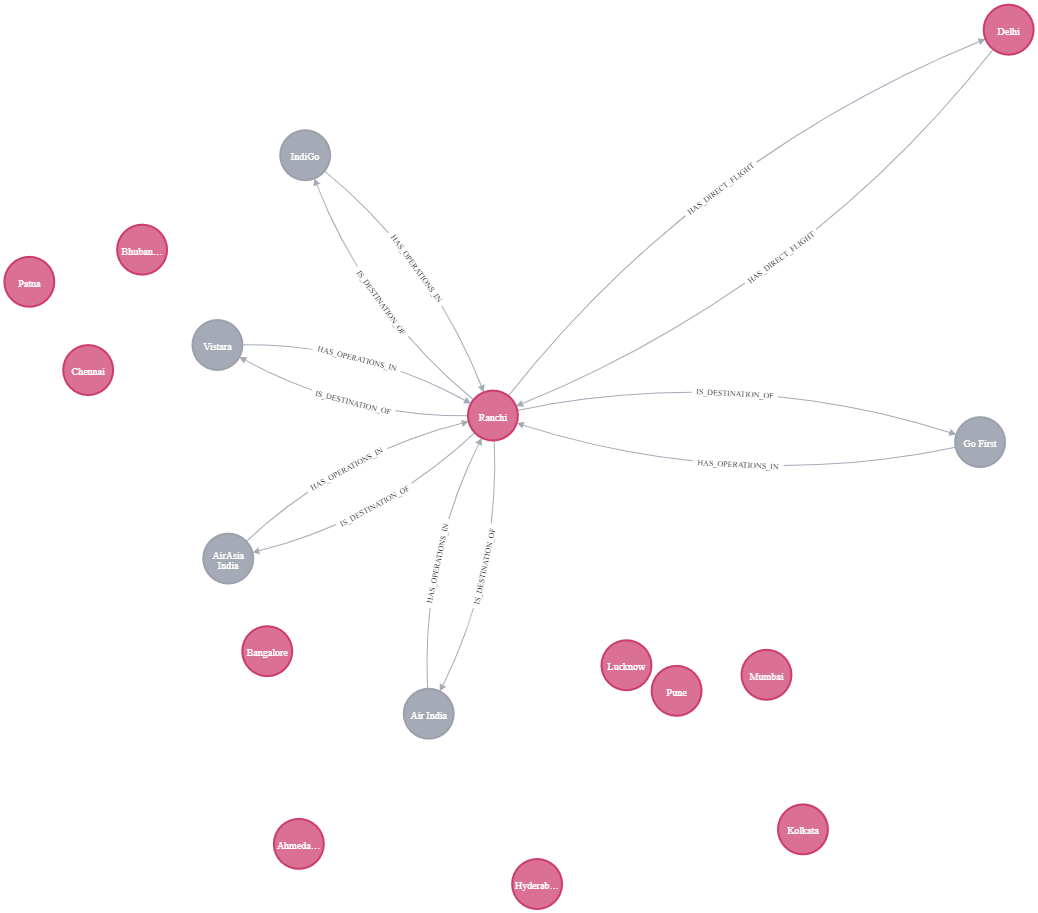 Delhi
IndiGo
HAS_DIRECT_FLIGHT
Bhuban...
HAS_DIRECT_FLIGHT
HAS_OPERATIONS_IN
Patna
IS_DESTINATION_OF
Vistara
HAS_OPERATIONS_IN
Chennai
IS_DESTINATION_OF
IS_DESTINATION_OF
Ranchi
Go First
HAS_OPERATIONS_IN
HAS_OPERATIONS_IN
IS_DESTINATION_OF
AirAsia
India
HAS_OPERATIONS_IN
IS_DESTINATION_OF
Bangalore
Lucknow
Pune
Mumbai
Air India
Kolkata
Ahmeda...
Hyderab...